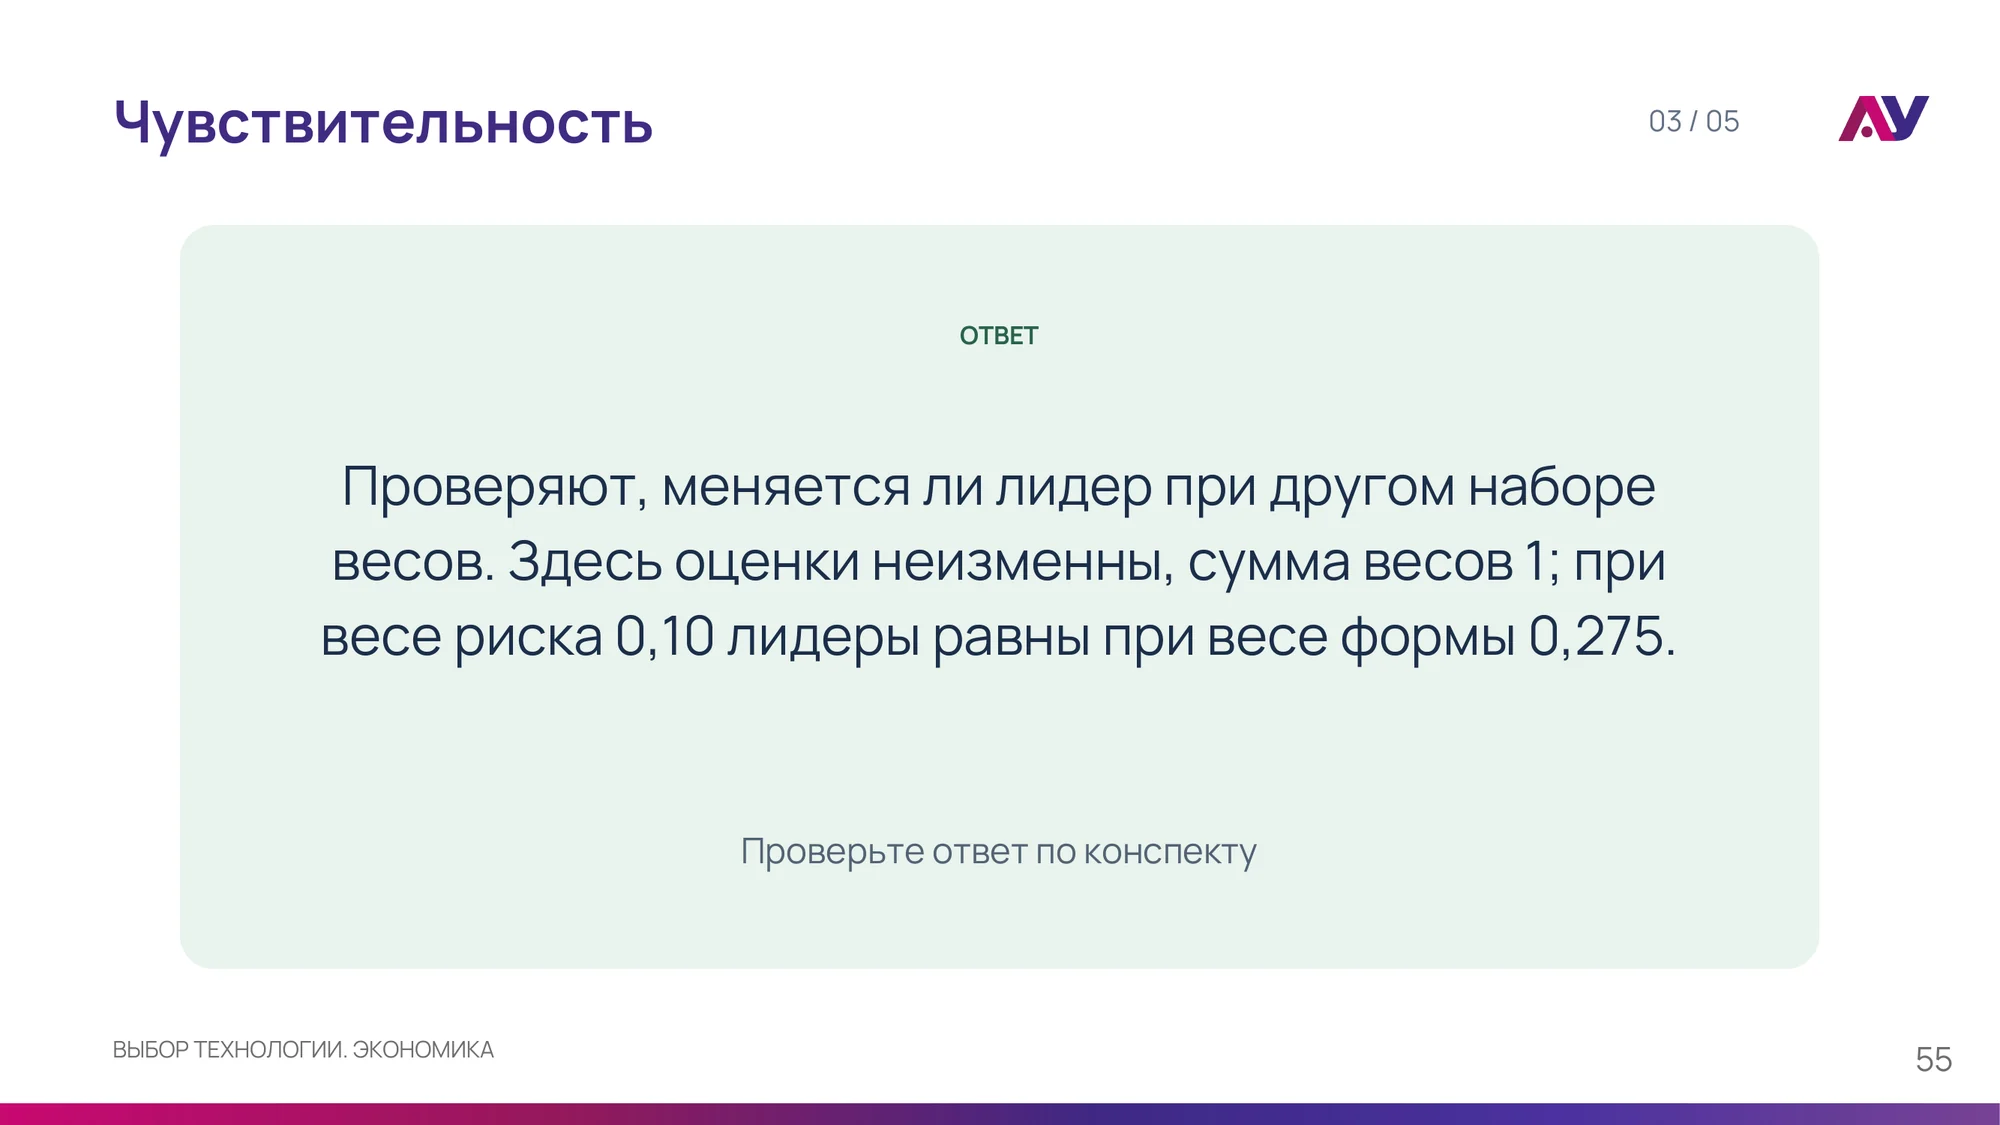 Чувствительность
03 / 05
АУ
ОТВЕТ
Проверяют, меняется ли лидер при другом наборе
весов. Здесь оценки неизменны, сумма весов 1; при
весе риска 0,10 лидеры равны при весе формы 0,275.
Проверьте ответ по конспекту
ВЫБОР ТЕХНОЛОГИИ. ЭКОНОМИКА
55